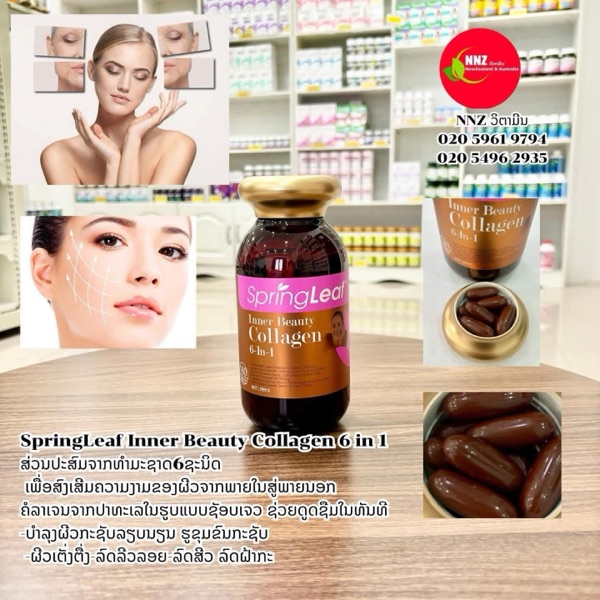 NNZ ວິຕາມິນ
NewZealand & Australia
NNZ ວິຕາມິນ
020 5961 9794
020 5496 2935
Inner Beauty
Collagen
6-In-1
SpringLeaf
Inner Beauty
Collagen
6-In-1
SpringLeaf Inner Beauty Collagen 6 in 1
ສ່ວນປະສົມຈາກທຳມະຊາດ6ຊະນິດ
ເພື່ອສົ່ງເສີມຄວາມງາມຂອງຜິວຈາກພາຍໃນສູ່ພາຍນອກ
ຄໍລາເຈນຈາກປາທະເລໃນຮູບແບບຊັອບເຈວ ຊ່ວຍດູດຊືມໃນທັນທີ
-ບຳລຸງຜິວກະຊັບລຽບນຽນ ຮູຂຸມຂົນກະຊັບ
-ຜິວເຕັ່ງຕື່ງ-ລົດລິ້ວລອຍ-ລົດສິວ ລົດຝ້າກະ